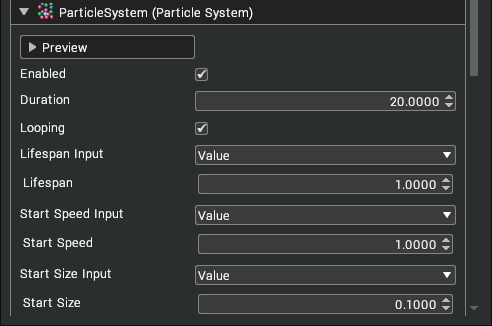 ParticleSystem (Particle System)
Preview
Enabled
Duration 20.0000
Looping
Lifespan Input Value
Lifespan 1.0000
Start Speed Input Value
Start Speed 1.0000
Start Size Input Value
Start Size 0.1000